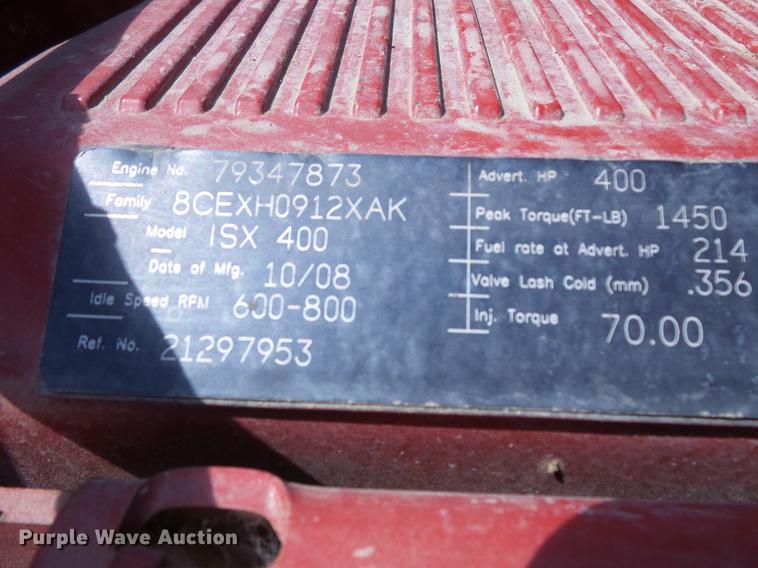 Engine No. 79347873
Family 8CEXH0912XAK
Model ISX 400
Date of Mfg. 10/08
Idle Speed RPM 600-800
Ref. No. 21297953
Advert. HP 400
Peak Torque(FT-LB) 1450
Fuel rate at Advert. HP 214
Valve Lash Cold (mm) .356
Inj. Torque 70.00
Purple Wave Auction